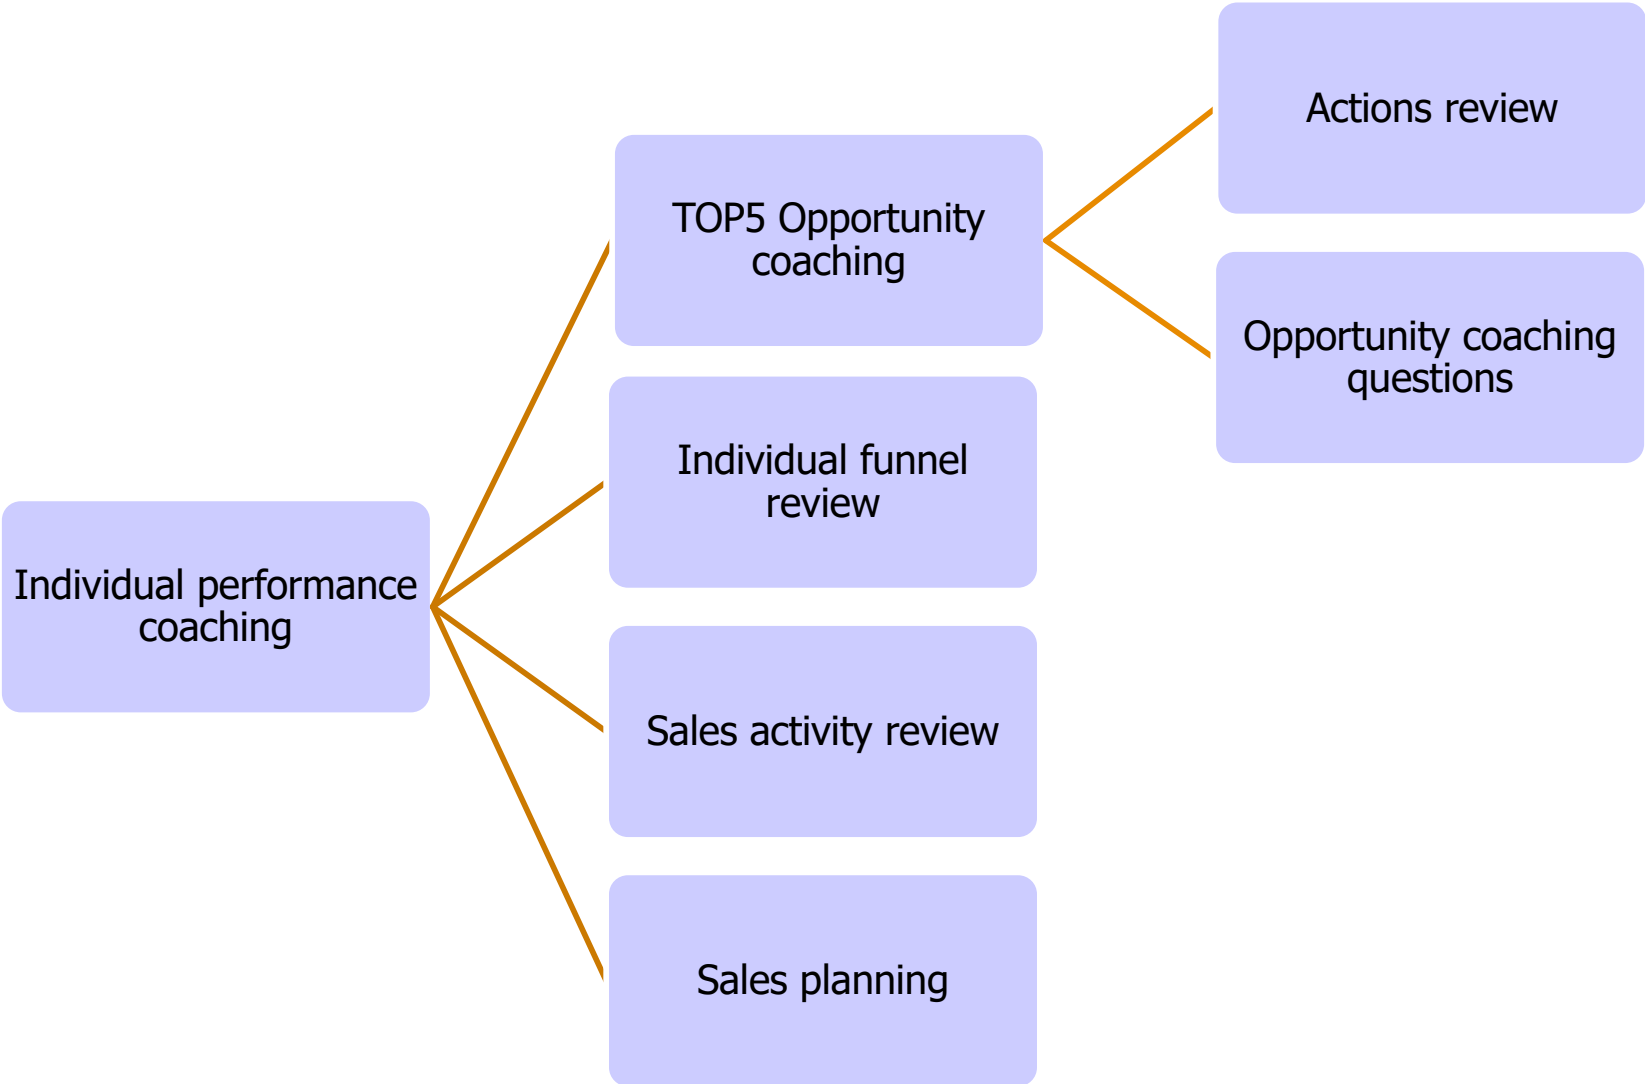 Individual performance
coaching
TOP5 Opportunity
coaching
Actions review
Opportunity coaching
questions
Individual funnel
review
Sales activity review
Sales planning